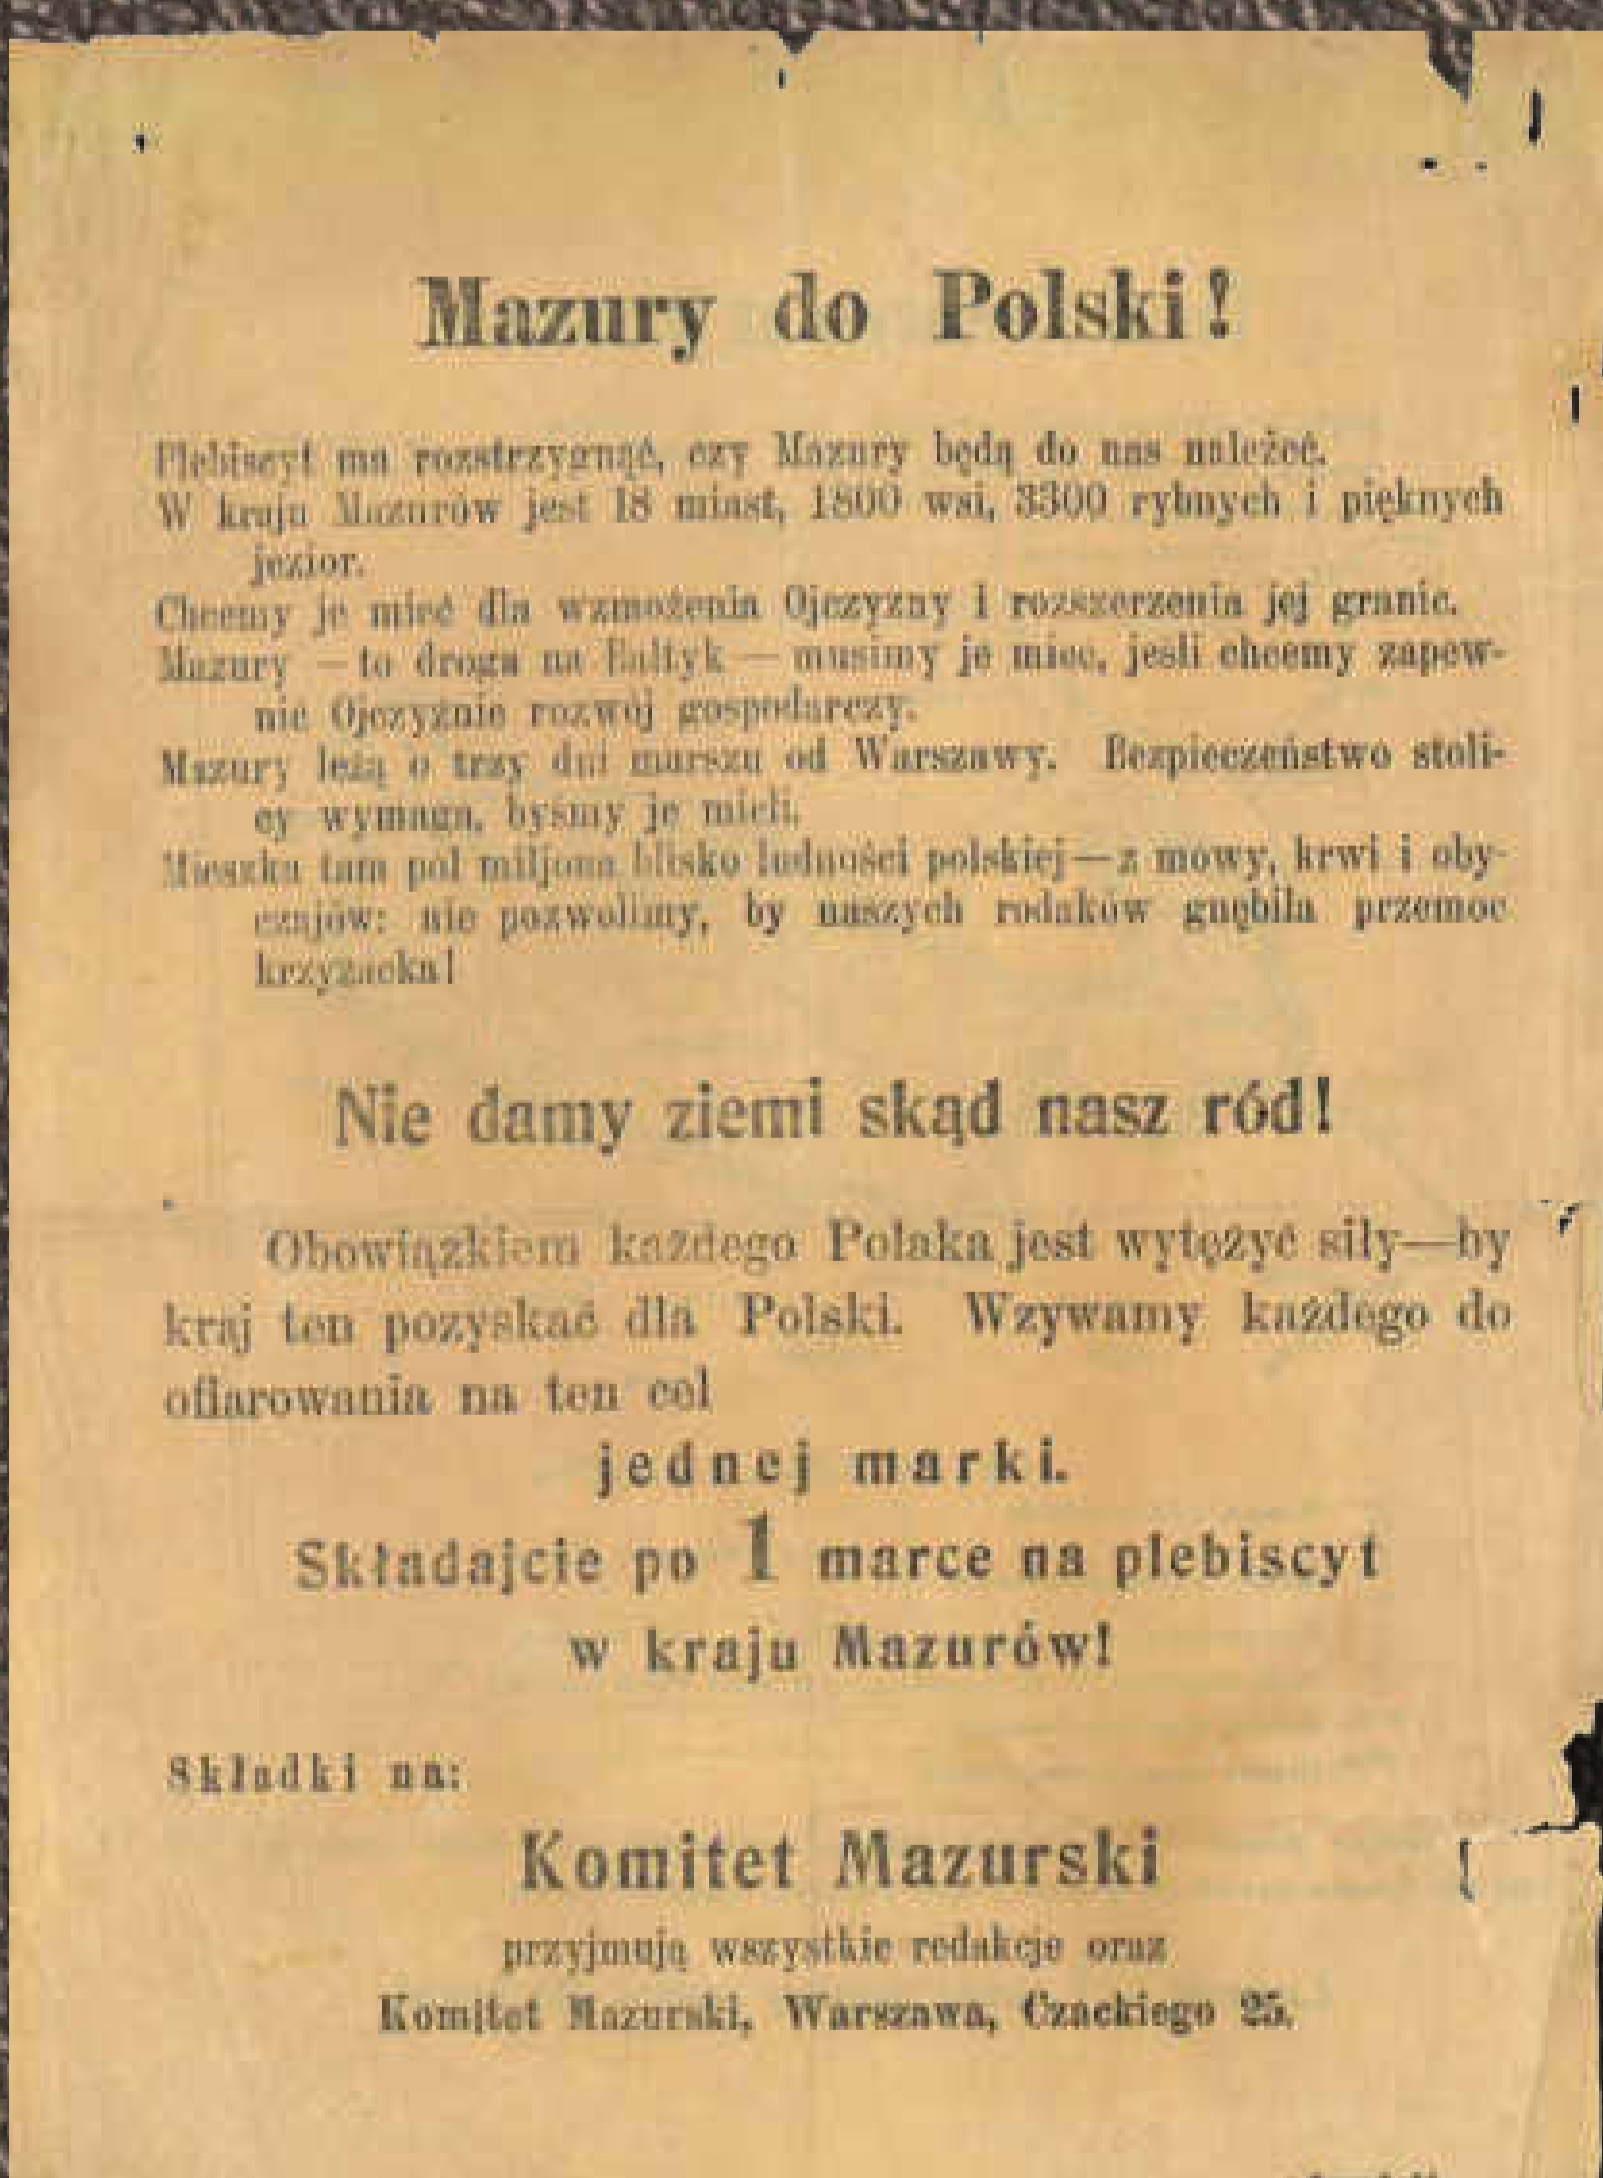 Mazury do Polski!
Plebiscyt ma rozstrzygnąć, czy Mazury będą do nas należeć.
W kraju Mazurów jest 18 miast, 1800 wsi, 3300 rybnych i pięknych
jezior.
Chcemy je mieć dla wzmożenia Ojczyzny i rozszerzenia jej granic.
Mazury — to droga na Bałtyk — musimy je mieć, jeśli chcemy zapew-
nić Ojczyźnie rozwój gospodarczy.
Mazury leżą o trzy dni marszu od Warszawy. Bezpieczeństwo stoli-
cy wymaga, byśmy je mieli.
Mieszka tam pół miljona blisko ludności polskiej—z mowy, krwi i oby-
czajów: nie pozwolimy, by naszych rodaków gnębiła przemoc
krzyżacka!
Nie damy ziemi skąd nasz ród!
Obowiązkiem każdego Polaka jest wytężyć siły—by
kraj ten pozyskać dla Polski. Wzywamy każdego do
ofiarowania na ten cel
jednej marki.
Składajcie po 1 marce na plebiscyt
w kraju Mazurów!
Składki na:
Komitet Mazurski
przyjmują wszystkie redakcje oraz
Komitet Mazurski, Warszawa, Czackiego 25.